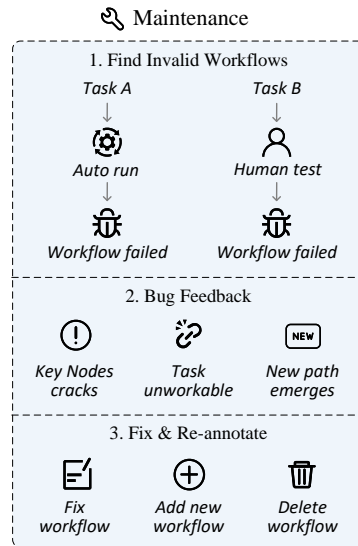 Maintenance
1. Find Invalid Workflows
Task A Task B
Auto run Human test
Workflow failed Workflow failed
2. Bug Feedback
NEW
Key Nodes Task New path
cracks unworkable emerges
3. Fix & Re-annotate
Fix Add new Delete
workflow workflow workflow